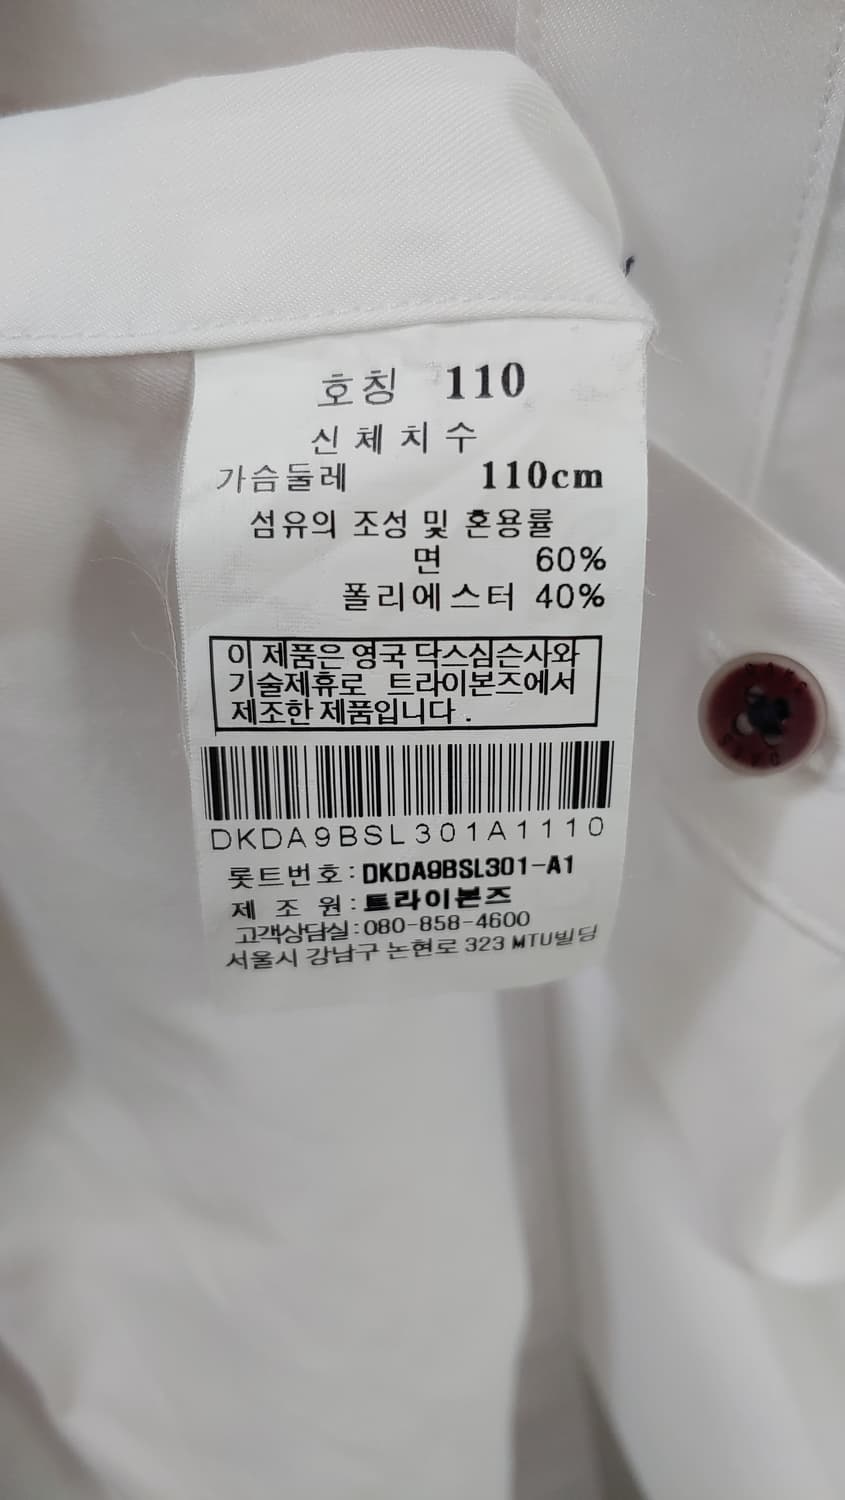 호칭 110
신체치수
가슴둘레 110cm
섬유의 조성 및 혼용률
면 60%
폴리에스터 40%
이 제품은 영국 닥스심슨사와
기술제휴로 트라이본즈에서
제조한 제품입니다.
DKDA9BSL301A1110
롯트번호:DKDA9BSL301-A1
제 조 원:트라이본즈
고객상담실:080-858-4600
서울시 강남구 논현로 323 MTU빌딩